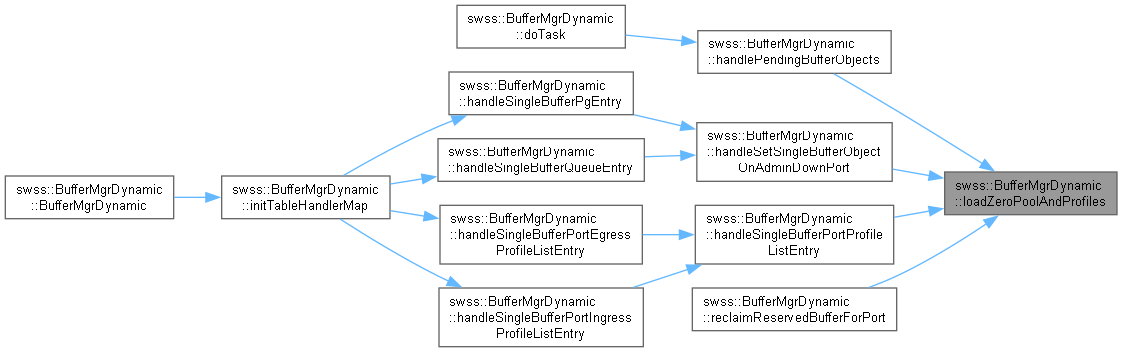 swss::BufferMgrDynamic
::doTask
swss::BufferMgrDynamic
::handlePendingBufferObjects
swss::BufferMgrDynamic
::handleSingleBufferPgEntry
swss::BufferMgrDynamic
::handleSetSingleBufferObject
OnAdminDownPort
swss::BufferMgrDynamic
::handleSingleBufferQueueEntry
swss::BufferMgrDynamic
::BufferMgrDynamic
swss::BufferMgrDynamic
::initTableHandlerMap
swss::BufferMgrDynamic
::loadZeroPoolAndProfiles
swss::BufferMgrDynamic
::handleSingleBufferPortEgress
ProfileListEntry
swss::BufferMgrDynamic
::handleSingleBufferPortProfile
ListEntry
swss::BufferMgrDynamic
::handleSingleBufferPortIngress
ProfileListEntry
swss::BufferMgrDynamic
::reclaimReservedBufferForPort